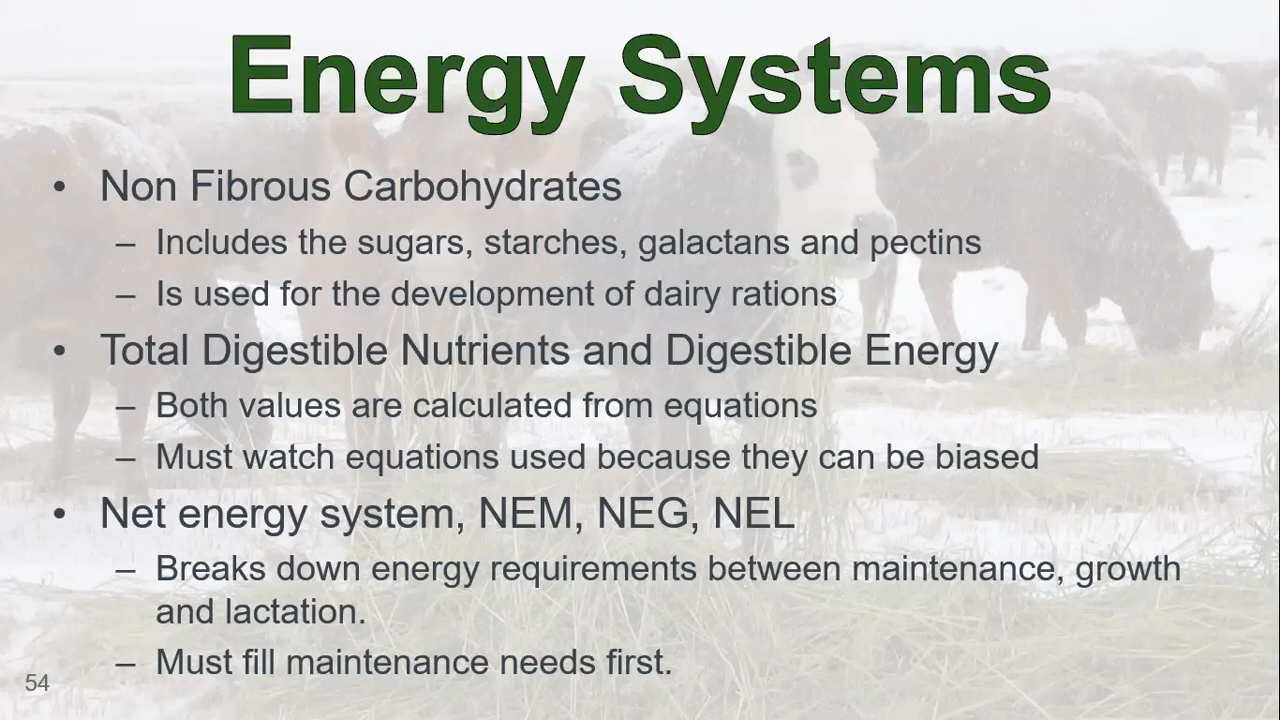 Energy Systems
• Non Fibrous Carbohydrates
– Includes the sugars, starches, galactans and pectins
– Is used for the development of dairy rations
• Total Digestible Nutrients and Digestible Energy
– Both values are calculated from equations
– Must watch equations used because they can be biased
• Net energy system, NEM, NEG, NEL
– Breaks down energy requirements between maintenance, growth
and lactation.
– Must fill maintenance needs first.
54